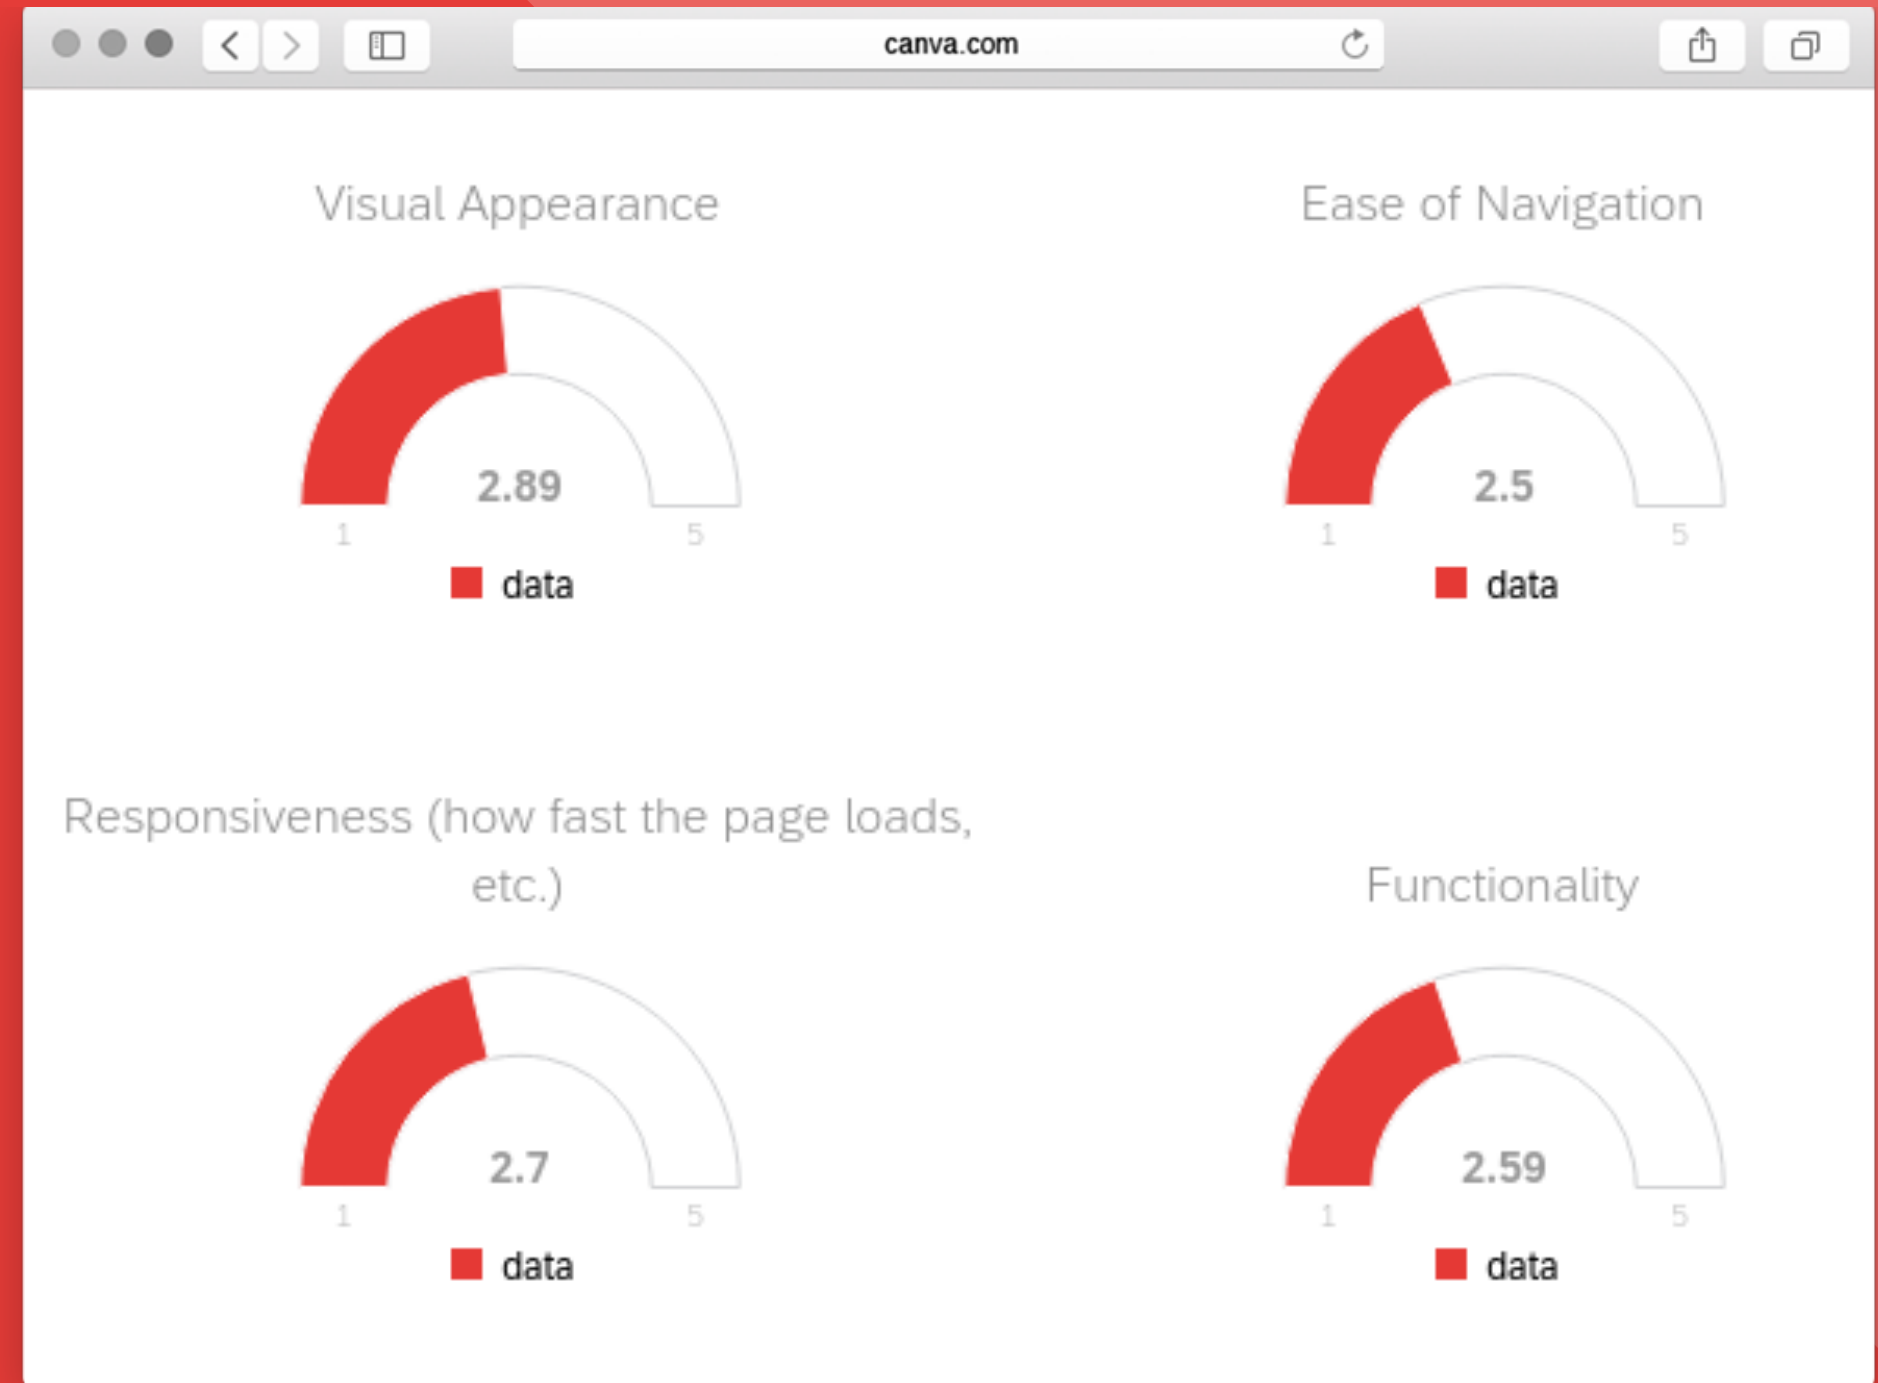 canva.com
Visual Appearance
2.89
1 5
data
Ease of Navigation
2.5
1 5
data
Responsiveness (how fast the page loads,
etc.)
2.7
1 5
data
Functionality
2.59
1 5
data